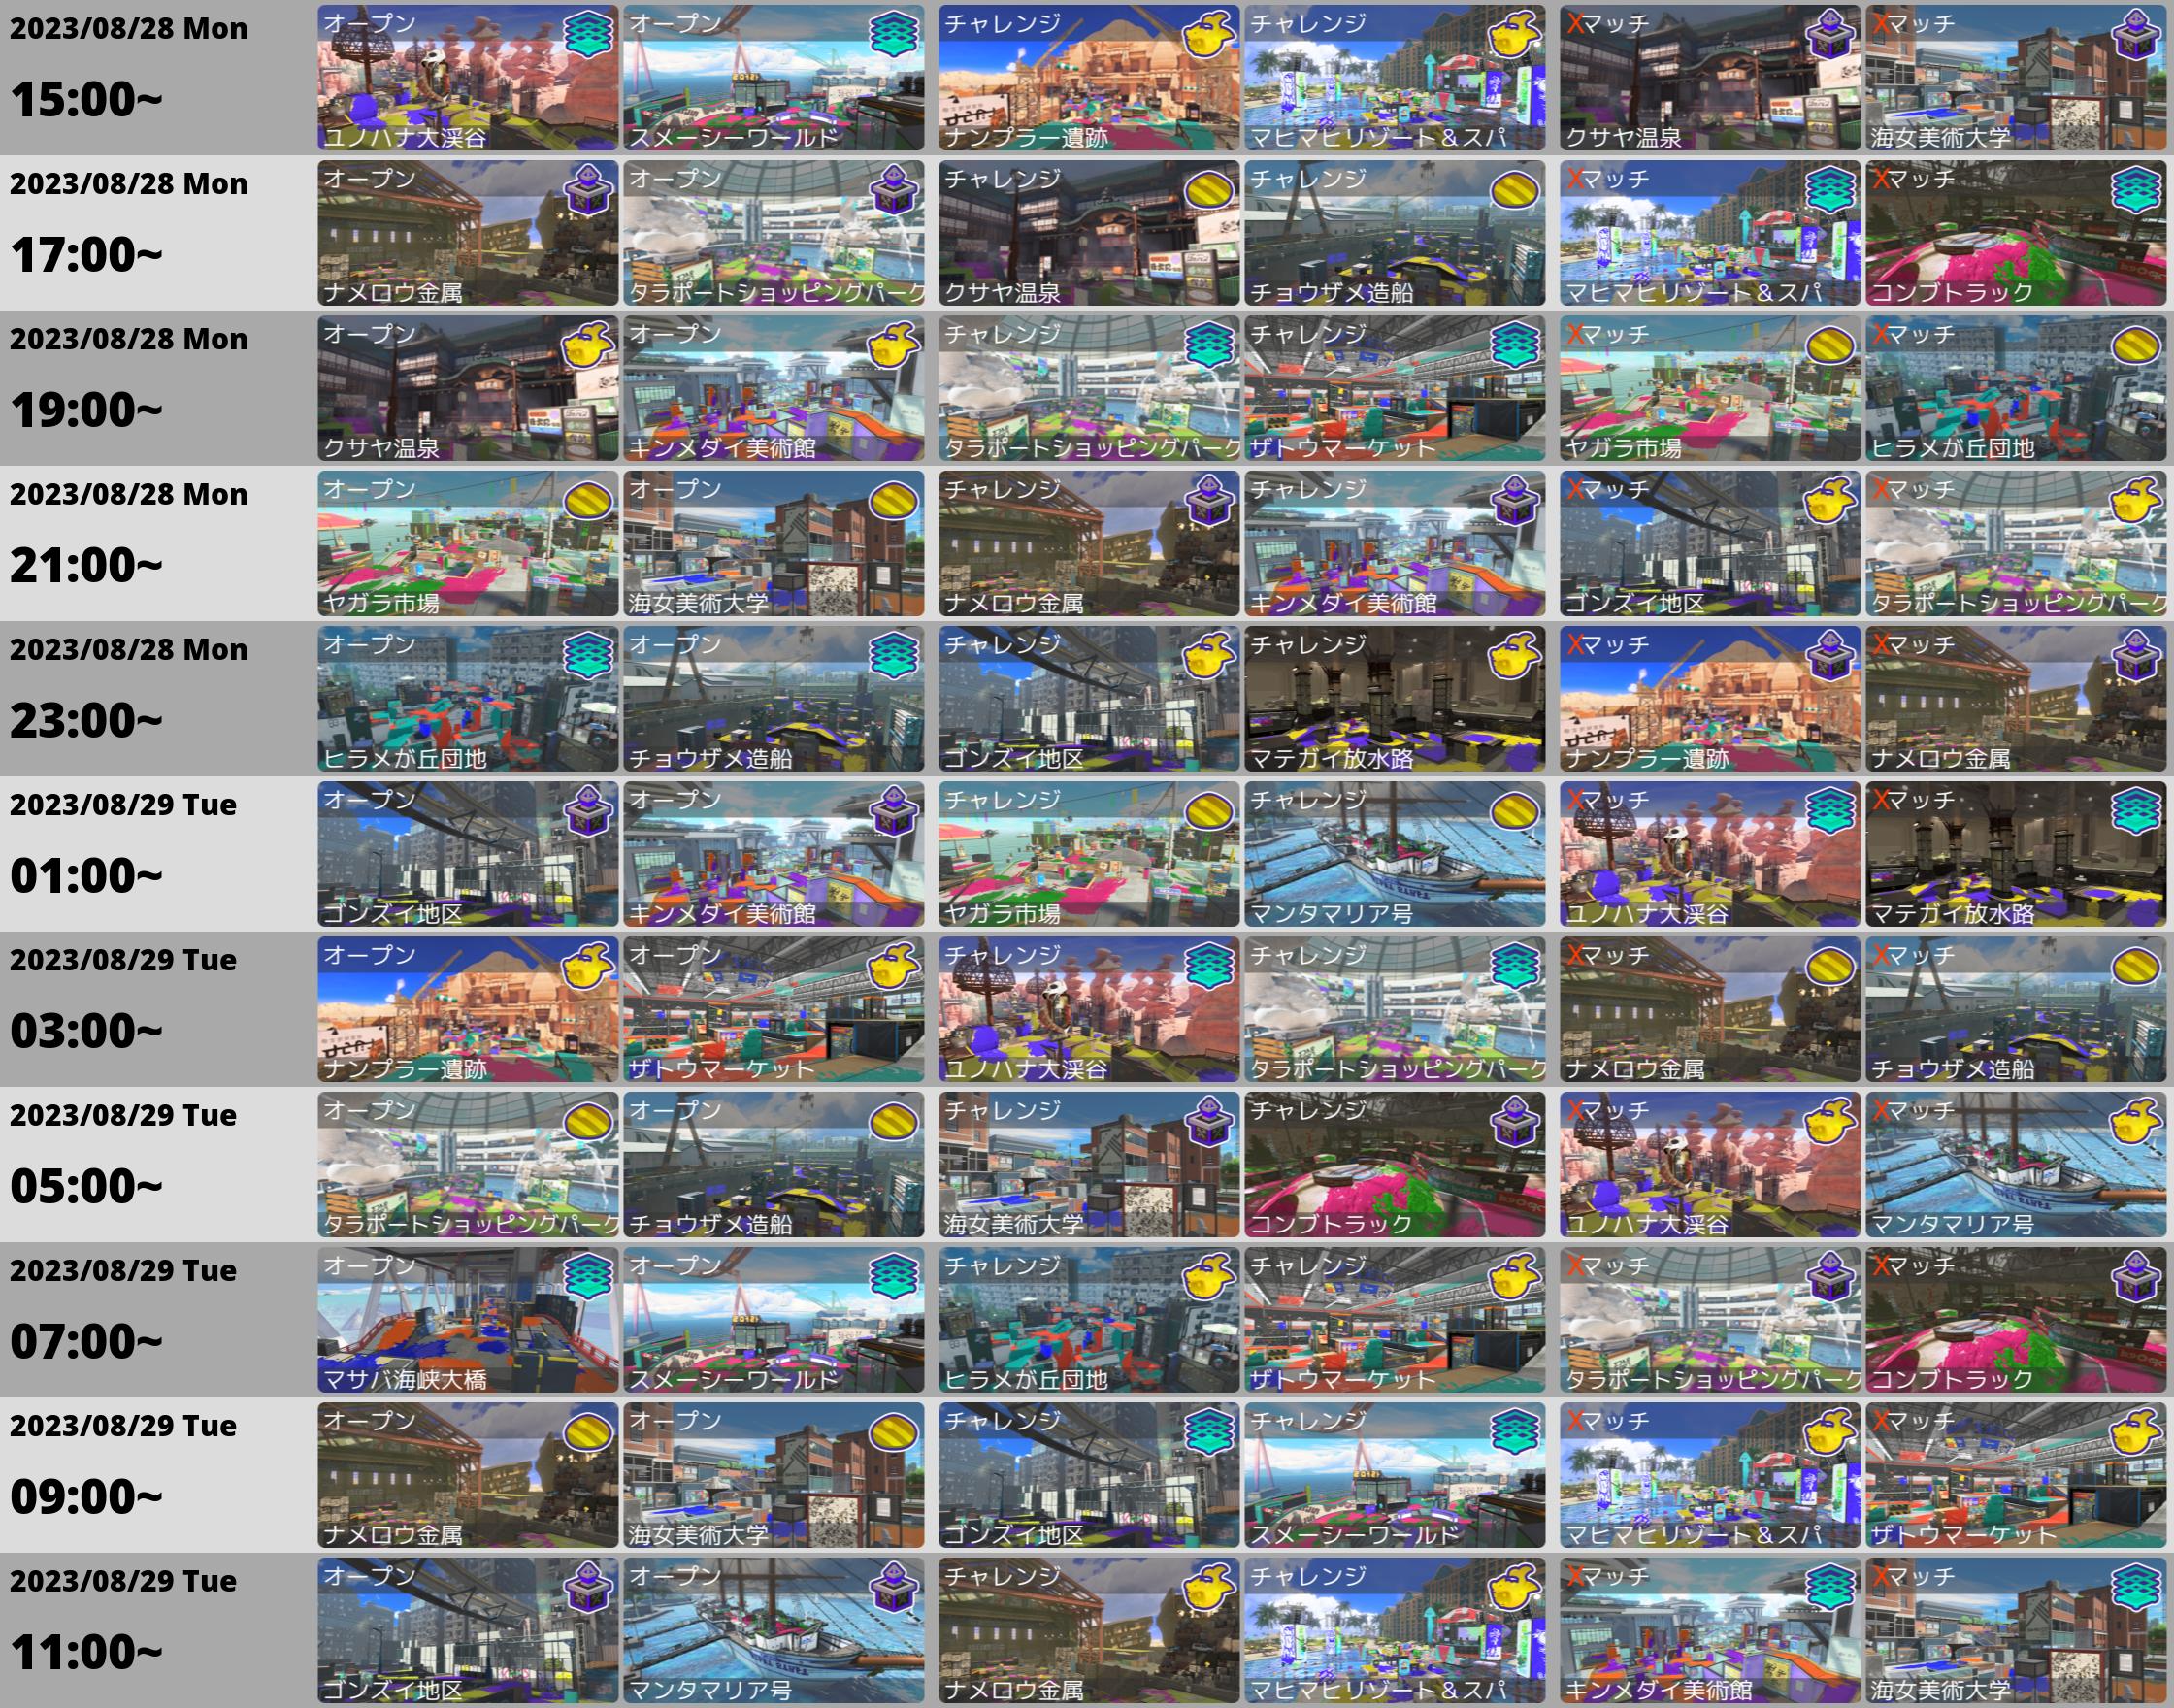 2023/08/28 Mon
15:00~
オープン オープン チャレンジ チャレンジ Xマッチ Xマッチ
ユノハナ大渓谷 スメーシーワールド ナンプラー遺跡 マヒマヒリゾート&スパ クサヤ温泉 海女美術大学
2023/08/28 Mon
17:00~
オープン オープン チャレンジ チャレンジ Xマッチ Xマッチ
ナメロウ金属 タラポートショッピングパーク クサヤ温泉 チョウザメ造船 マヒマヒリゾート&スパ コンブトラック
2023/08/28 Mon
19:00~
オープン オープン チャレンジ チャレンジ Xマッチ Xマッチ
クサヤ温泉 キンメダイ美術館 タラポートショッピングパーク ザトウマーケット ヤガラ市場 ヒラメが丘団地
2023/08/28 Mon
21:00~
オープン オープン チャレンジ チャレンジ Xマッチ Xマッチ
ヤガラ市場 海女美術大学 ナメロウ金属 キンメダイ美術館 ゴンズイ地区 タラポートショッピングパーク
2023/08/28 Mon
23:00~
オープン オープン チャレンジ チャレンジ Xマッチ Xマッチ
ヒラメが丘団地 チョウザメ造船 ゴンズイ地区 マテガイ放水路 ナンプラー遺跡 ナメロウ金属
2023/08/29 Tue
01:00~
オープン オープン チャレンジ チャレンジ Xマッチ Xマッチ
ゴンズイ地区 キンメダイ美術館 ヤガラ市場 マンタマリア号 ユノハナ大渓谷 マテガイ放水路
2023/08/29 Tue
03:00~
オープン オープン チャレンジ チャレンジ Xマッチ Xマッチ
ナンプラー遺跡 ザトウマーケット ユノハナ大渓谷 タラポートショッピングパーク ナメロウ金属 チョウザメ造船
2023/08/29 Tue
05:00~
オープン オープン チャレンジ チャレンジ Xマッチ Xマッチ
タラポートショッピングパーク チョウザメ造船 海女美術大学 コンブトラック ユノハナ大渓谷 マンタマリア号
2023/08/29 Tue
07:00~
オープン オープン チャレンジ チャレンジ Xマッチ Xマッチ
マサバ海峡大橋 スメーシーワールド ヒラメが丘団地 ザトウマーケット タラポートショッピングパーク コンブトラック
2023/08/29 Tue
09:00~
オープン オープン チャレンジ チャレンジ Xマッチ Xマッチ
ナメロウ金属 海女美術大学 ゴンズイ地区 スメーシーワールド マヒマヒリゾート&スパ ザトウマーケット
2023/08/29 Tue
11:00~
オープン オープン チャレンジ チャレンジ Xマッチ Xマッチ
ゴンズイ地区 マンタマリア号 ナメロウ金属 マヒマヒリゾート&スパ キンメダイ美術館 海女美術大学